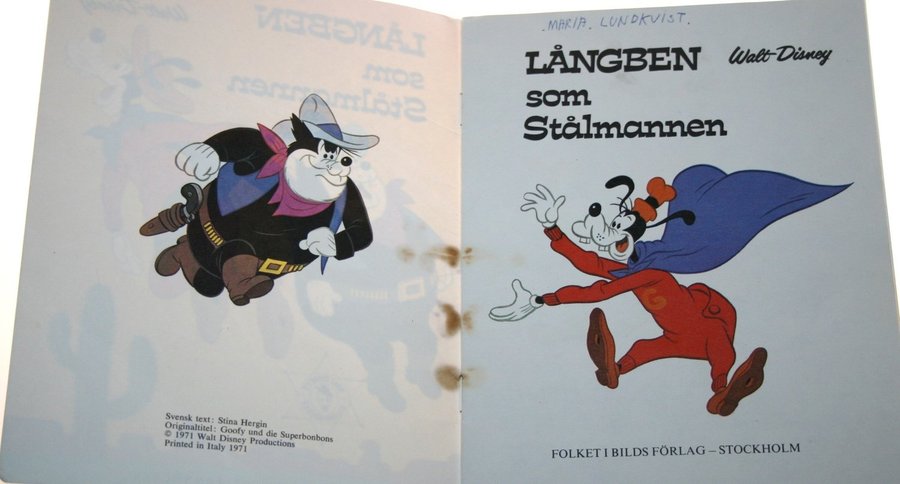 Svensk text: Stina Hergin
Originaltitel: Goofy und die Superbonbons
© 1971 Walt Disney Productions
Printed in Italy 1971
MARIA. LUNDKVIST.
LÅNGBEN Walt Disney
som
Stålmannen
G
FOLKET I BILDS FÖRLAG – STOCKHOLM